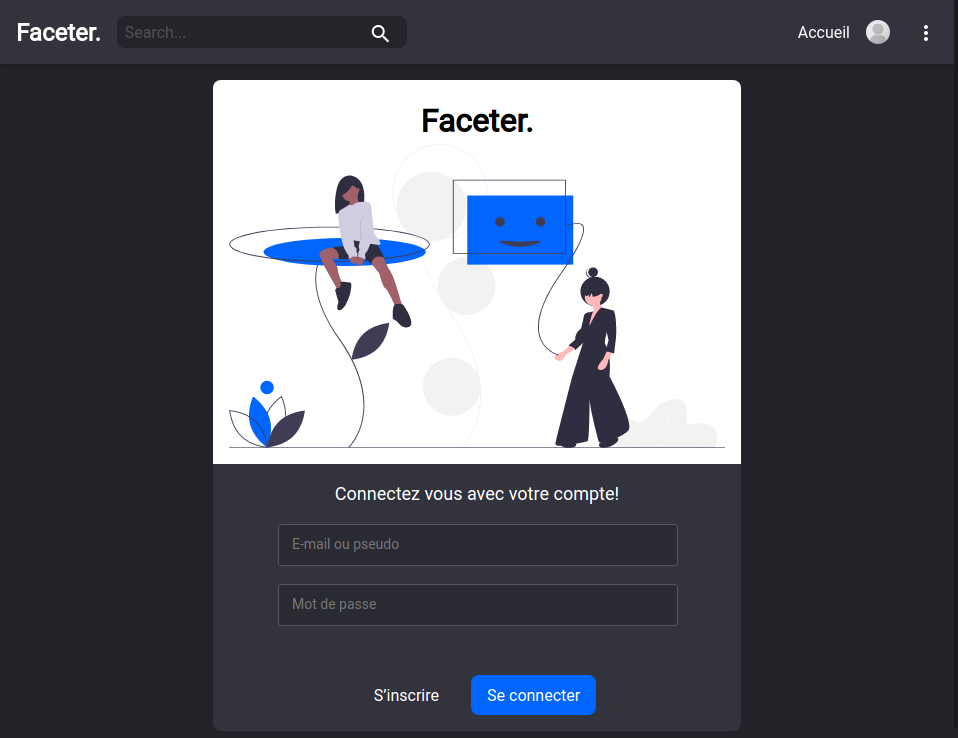 Faceter.
Search...
Accueil
Faceter.
Connectez vous avec votre compte!
E-mail ou pseudo
Mot de passe
S’inscrire
Se connecter